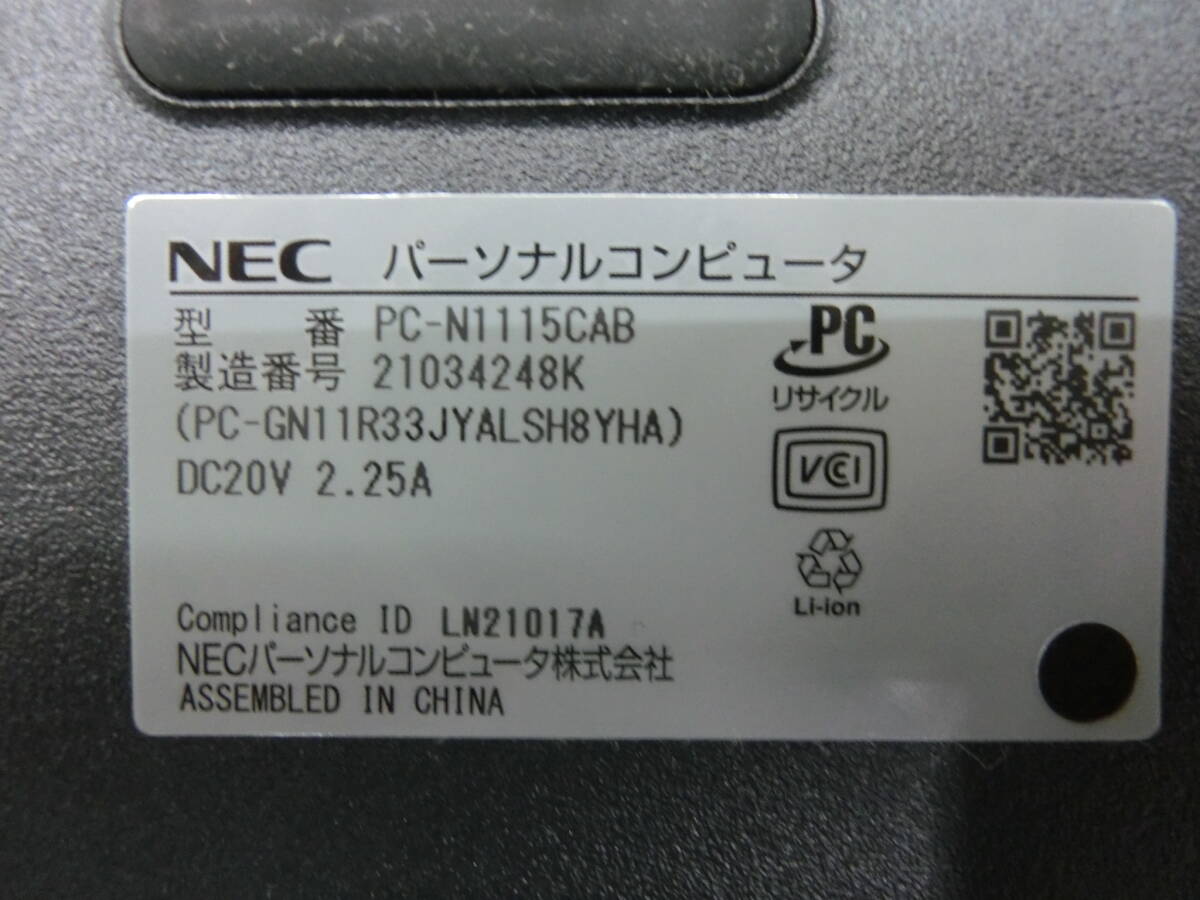 NEC パーソナルコンピュータ
型 番 PC-N1115CAB
製造番号 21034248K
(PC-GN11R33JYALSH8YHA)
DC20V 2.25A
PC
リサイクル
VCCI
Li-ion
Compliance ID LN21017A
NECパーソナルコンピュータ株式会社
ASSEMBLED IN CHINA